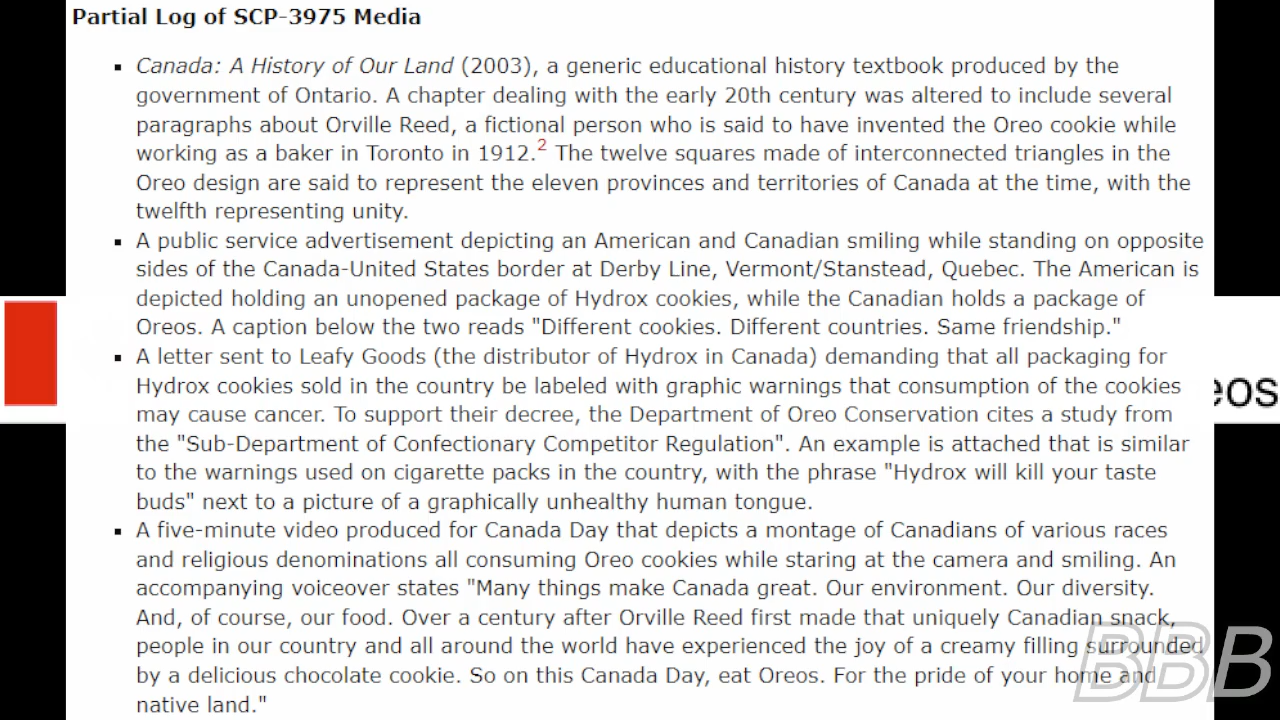 Partial Log of SCP-3975 Media
▪ Canada: A History of Our Land (2003), a generic educational history textbook produced by the
government of Ontario. A chapter dealing with the early 20th century was altered to include several
paragraphs about Orville Reed, a fictional person who is said to have invented the Oreo cookie while
working as a baker in Toronto in 1912.2 The twelve squares made of interconnected triangles in the
Oreo design are said to represent the eleven provinces and territories of Canada at the time, with the
twelfth representing unity.
▪ A public service advertisement depicting an American and Canadian smiling while standing on opposite
sides of the Canada-United States border at Derby Line, Vermont/Stanstead, Quebec. The American is
depicted holding an unopened package of Hydrox cookies, while the Canadian holds a package of
Oreos. A caption below the two reads "Different cookies. Different countries. Same friendship."
▪ A letter sent to Leafy Goods (the distributor of Hydrox in Canada) demanding that all packaging for
Hydrox cookies sold in the country be labeled with graphic warnings that consumption of the cookies
may cause cancer. To support their decree, the Department of Oreo Conservation cites a study from
the "Sub-Department of Confectionary Competitor Regulation". An example is attached that is similar
to the warnings used on cigarette packs in the country, with the phrase "Hydrox will kill your taste
buds" next to a picture of a graphically unhealthy human tongue.
▪ A five-minute video produced for Canada Day that depicts a montage of Canadians of various races
and religious denominations all consuming Oreo cookies while staring at the camera and smiling. An
accompanying voiceover states "Many things make Canada great. Our environment. Our diversity.
And, of course, our food. Over a century after Orville Reed first made that uniquely Canadian snack,
people in our country and all around the world have experienced the joy of a creamy filling surrounded
by a delicious chocolate cookie. So on this Canada Day, eat Oreos. For the pride of your home and
native land."
eos
BBB